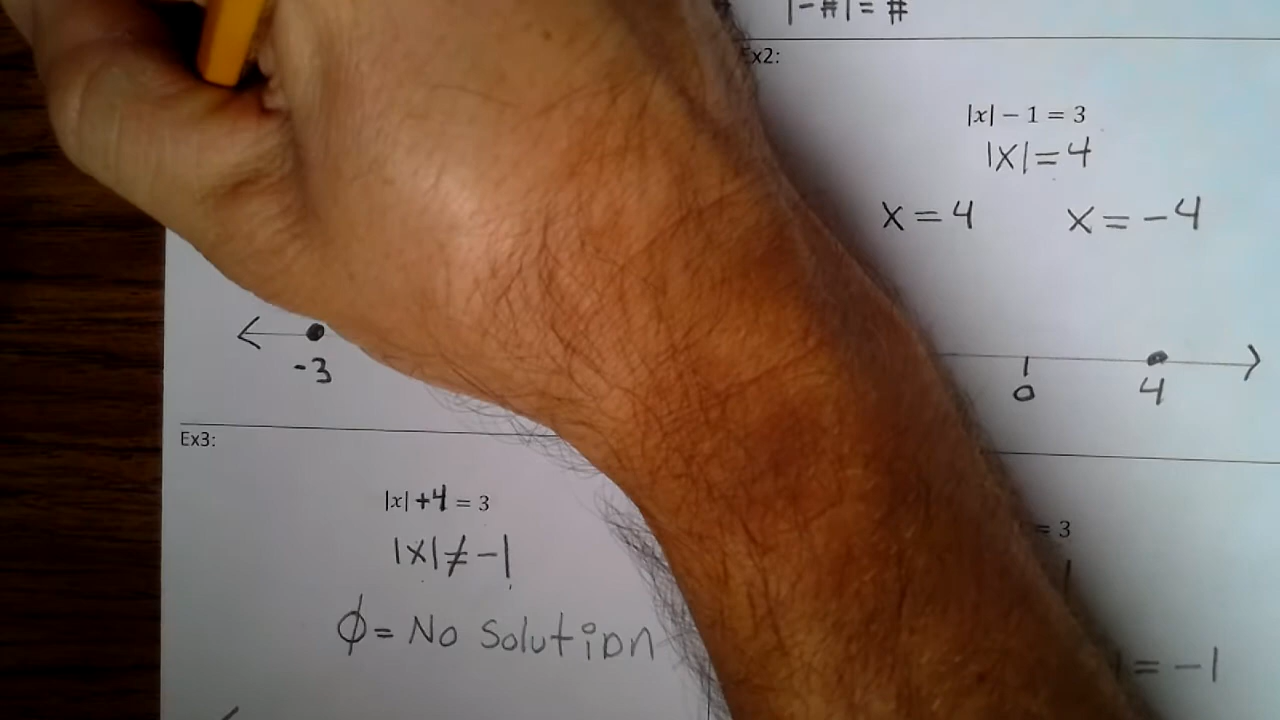 |-#| = #
Ex2:
|x| − 1 = 3
|x| = 4
x = 4 x = -4
-3
0 4
Ex3:
|x| +4 = 3
|x| ≠ -1
∅ = No Solution
= 3
= -1